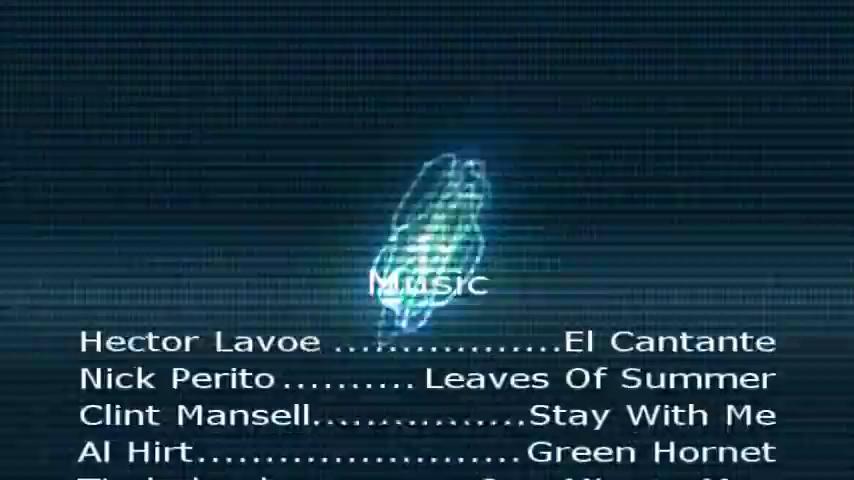 Music
Hector Lavoe .................El Cantante
Nick Perito.......... Leaves Of Summer
Clint Mansell................Stay With Me
Al Hirt.......................Green Hornet